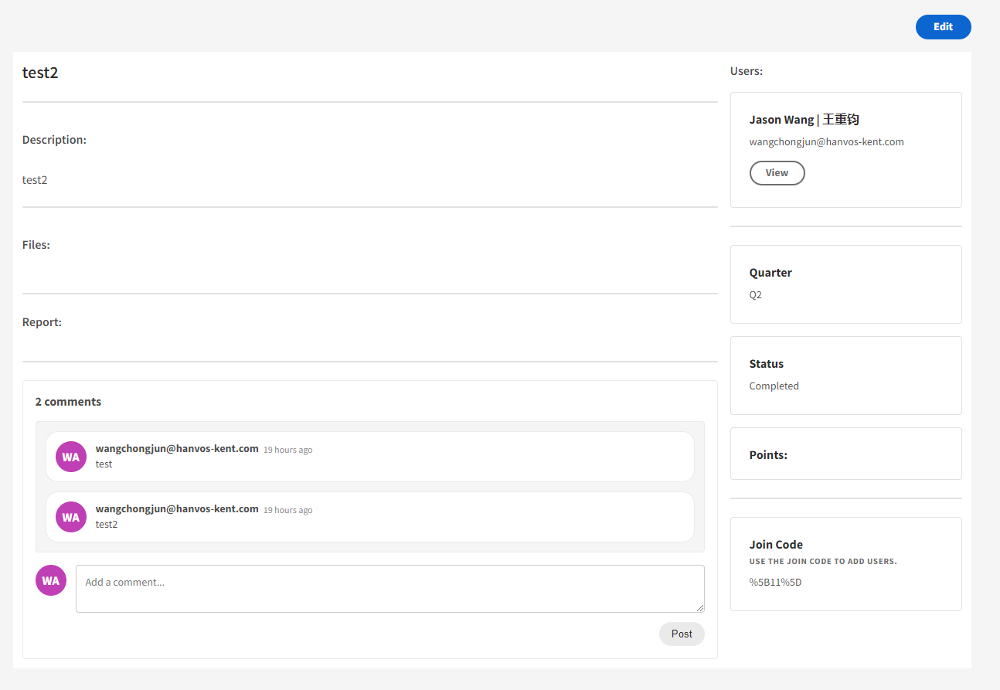 Edit
test2
Description:
test2
Files:
Report:
2 comments
WA
wangchongjun@hanvos-kent.com 19 hours ago
test
WA
wangchongjun@hanvos-kent.com 19 hours ago
test2
WA
Add a comment...
Post
Users:
Jason Wang | 王重钧
wangchongjun@hanvos-kent.com
View
Quarter
Q2
Status
Completed
Points:
Join Code
USE THE JOIN CODE TO ADD USERS.
%5B11%5D